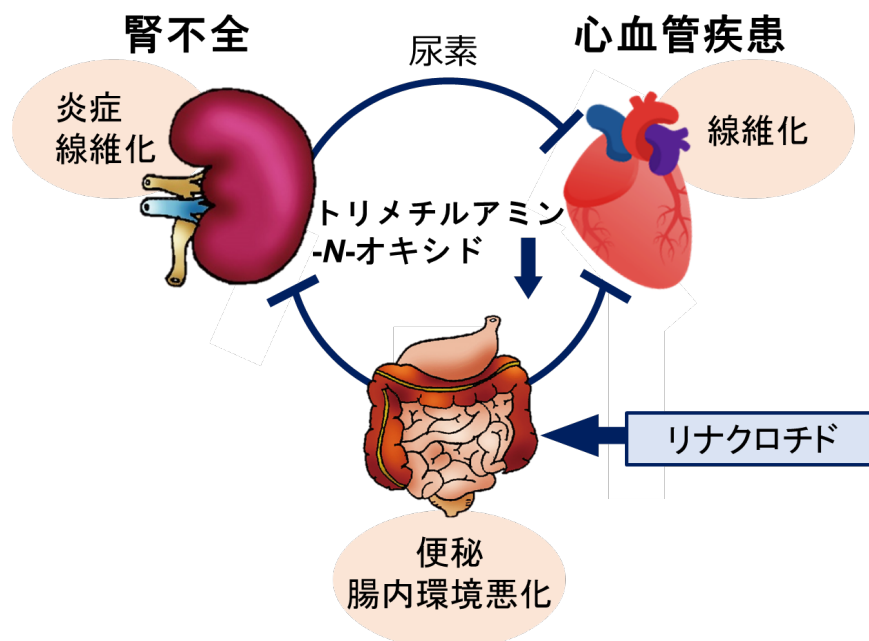 腎不全
尿素
心血管疾患
炎症
線維化
線維化
トリメチルアミン
-N-オキシド
リナクロチド
便秘
腸内環境悪化